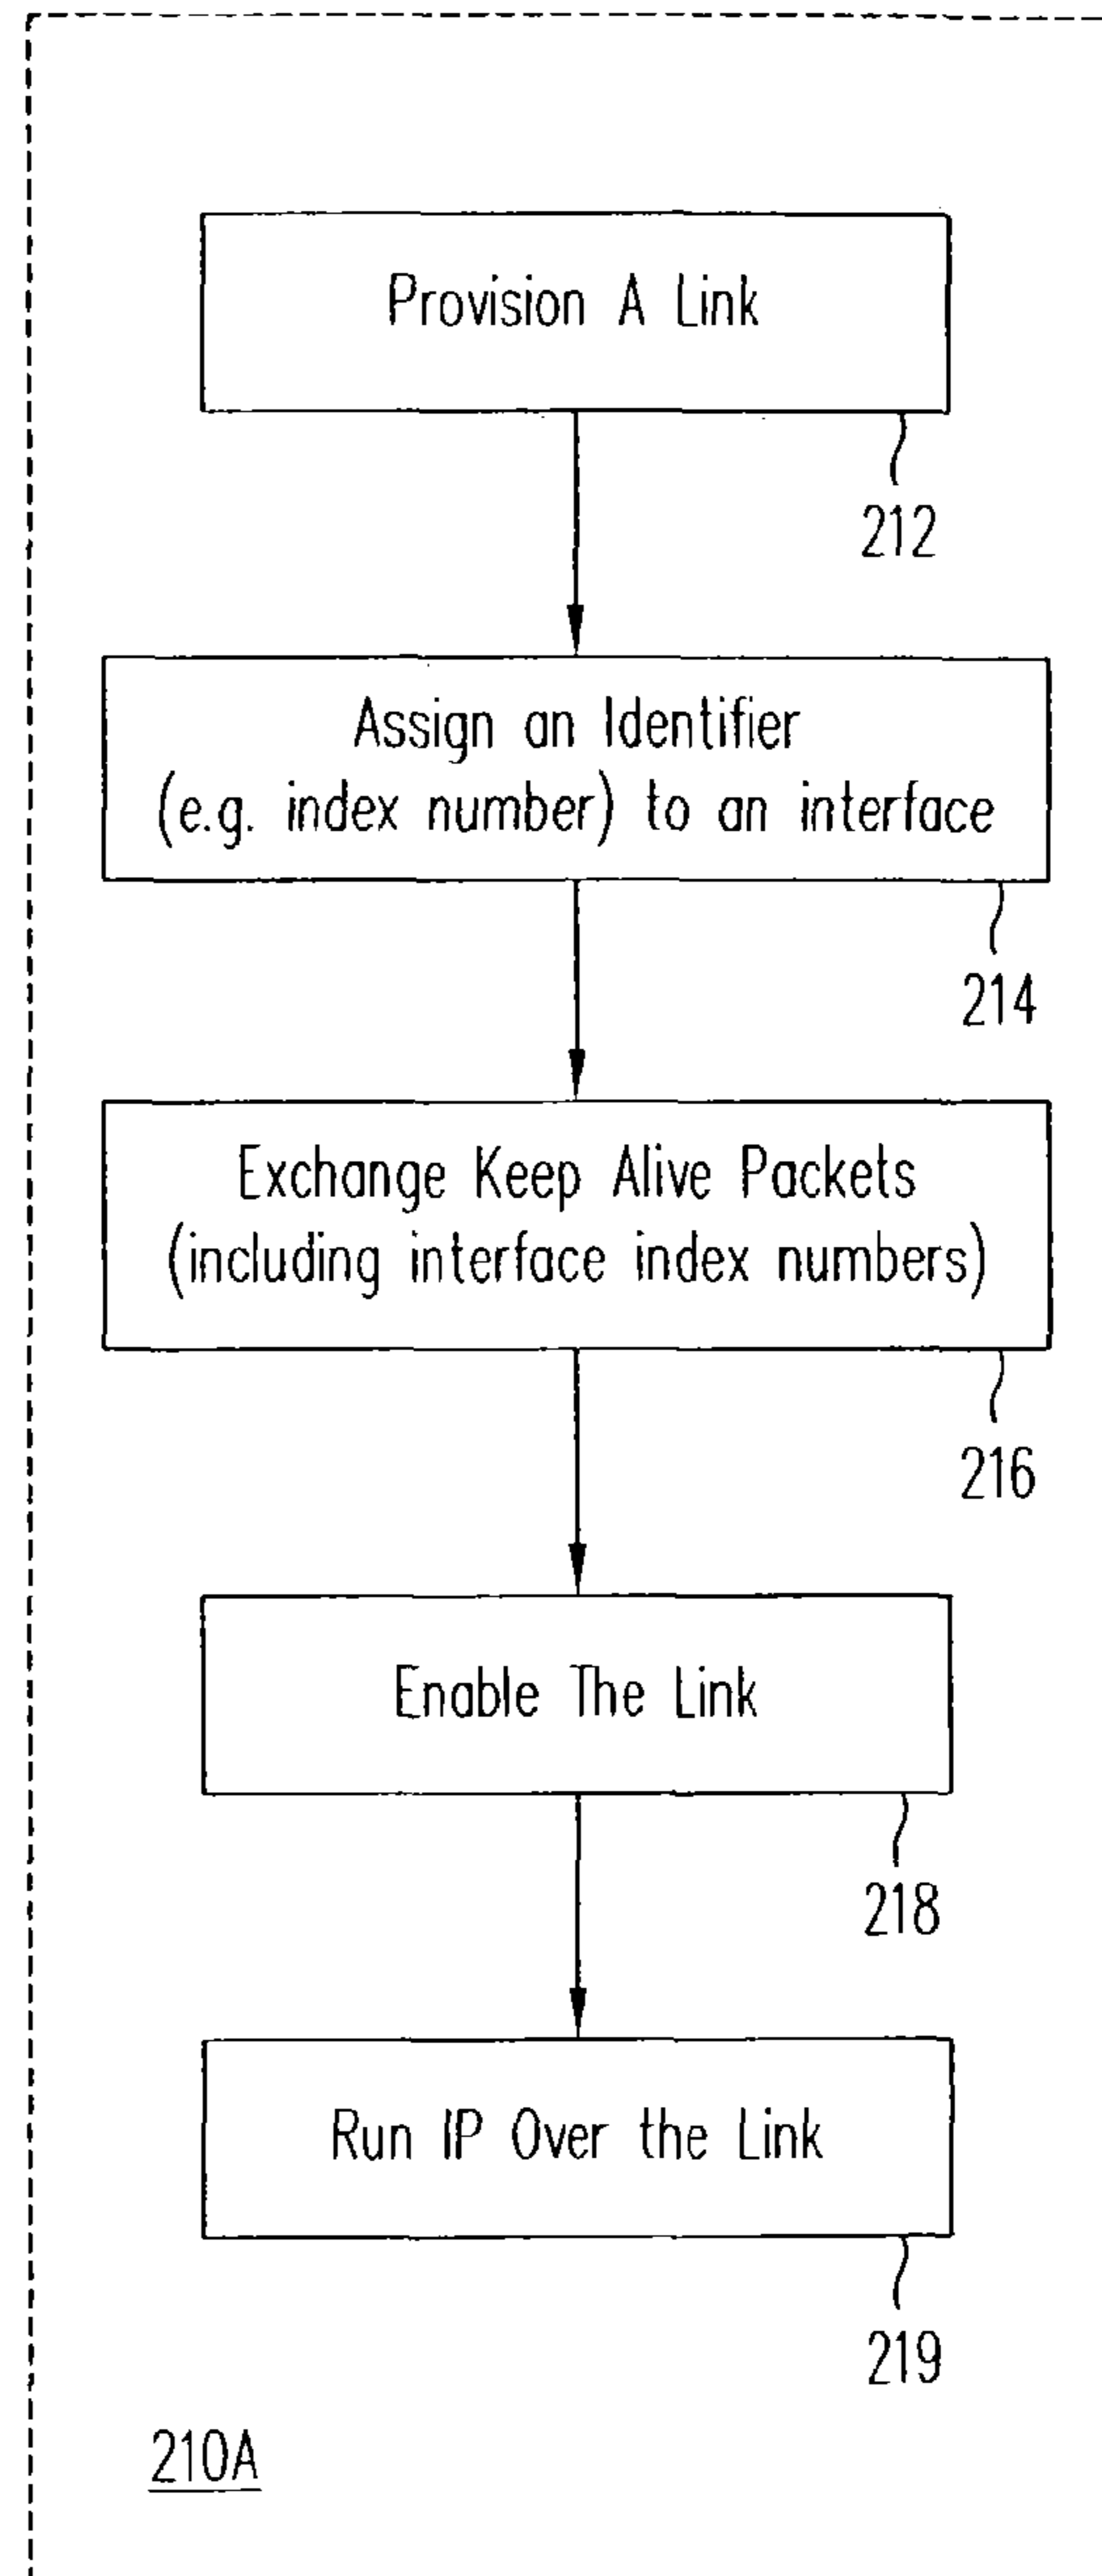 Provision A Link
212
Assign an Identifier
(e.g. index number) to an interface
214
Exchange Keep Alive Packets
(including interface index numbers)
216
Enable The Link
218
Run IP Over the Link
219
210A